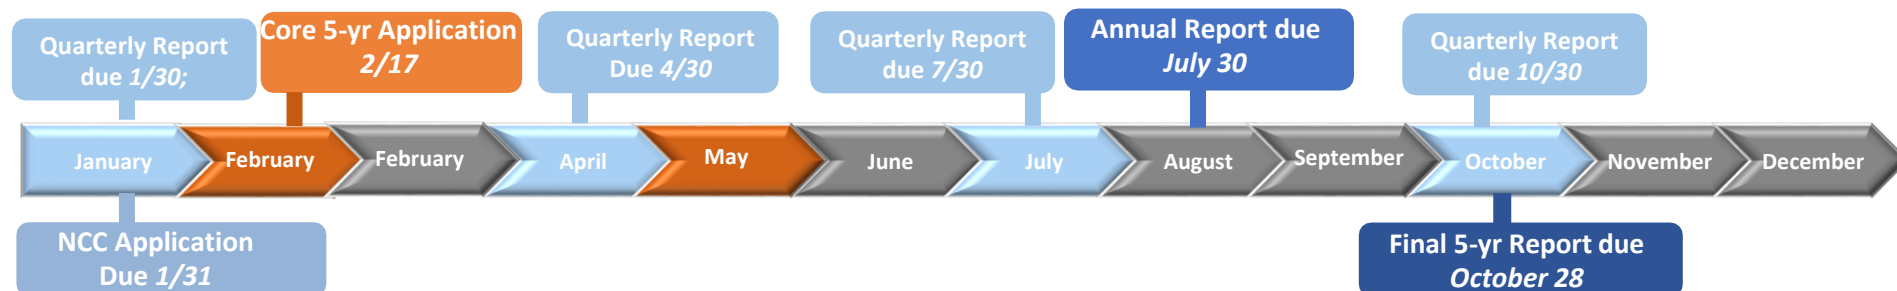 Quarterly Report
due 1/30;
Core 5-yr Application
2/17
Quarterly Report
Due 4/30
Quarterly Report
due 7/30
Annual Report due
July 30
Quarterly Report
due 10/30
January
February
February
April
May
June
July
August
September
October
November
December
NCC Application
Due 1/31
Final 5-yr Report due
October 28